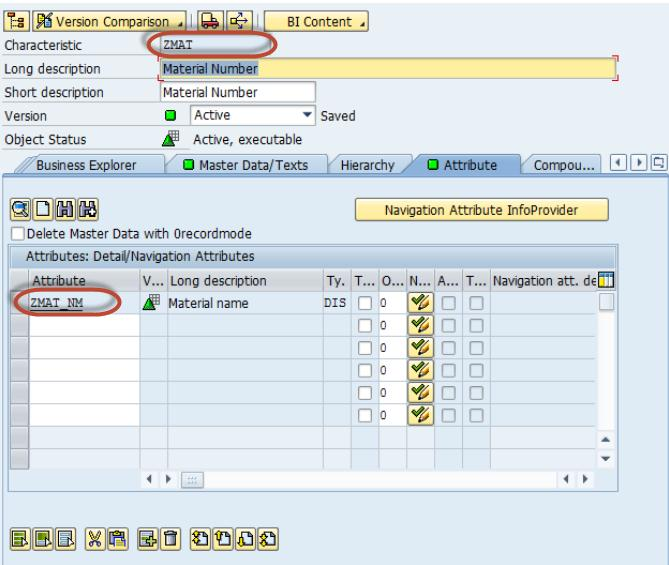 Version Comparison BI Content
Characteristic ZMAT
Long description Material Number
Short description Material Number
Version Active Saved
Object Status Active, executable
Business Explorer Master Data/Texts Hierarchy Attribute Compou...
Navigation Attribute InfoProvider
Delete Master Data with 0recordmode
Attributes: Detail/Navigation Attributes
Attribute V... Long description Ty. T... O... N... A... T... Navigation att. de
ZMAT_NM Material name DIS 0
0
0
0
0
0